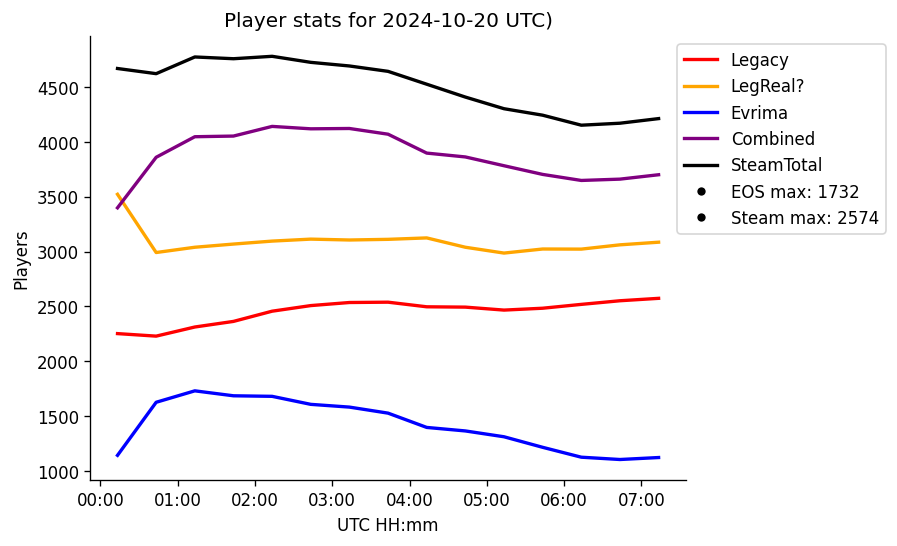 Player stats for 2024-10-20 UTC)
Legacy
LegReal?
Evrima
Combined
SteamTotal
EOS max: 1732
Steam max: 2574
Players
4500
4000
3500
3000
2500
2000
1500
1000
00:00 01:00 02:00 03:00 04:00 05:00 06:00 07:00
UTC HH:mm